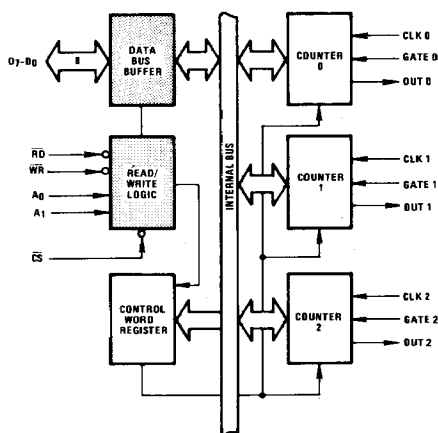 D7-D0
8
DATA
BUS
BUFFER
RD
WR
A0
A1
CS
READ/
WRITE
LOGIC
CONTROL
WORD
REGISTER
INTERNAL BUS
COUNTER
0
CLK 0
GATE 0
OUT 0
COUNTER
1
CLK 1
GATE 1
OUT 1
COUNTER
2
CLK 2
GATE 2
OUT 2